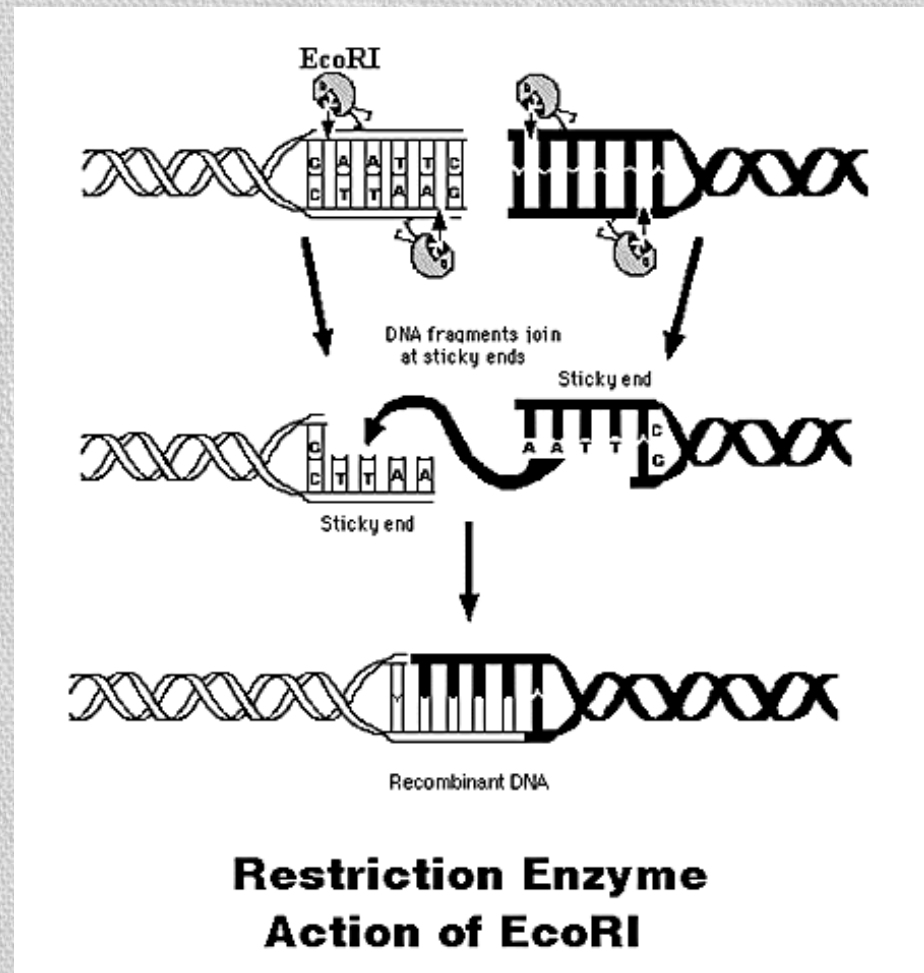 EcoRI
G A A T T C
C T T A A G
DNA fragments join
at sticky ends
Sticky end
A A T T C
G
G
C T T A A
Sticky end
Recombinant DNA
Restriction Enzyme
Action of EcoRI